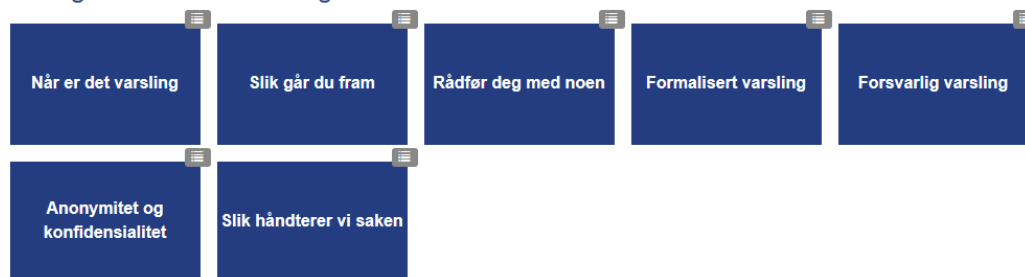 Når er det varsling
Slik går du fram
Rådfør deg med noen
Formalisert varsling
Forsvarlig varsling
Anonymitet og
konfidensialitet
Slik håndterer vi saken